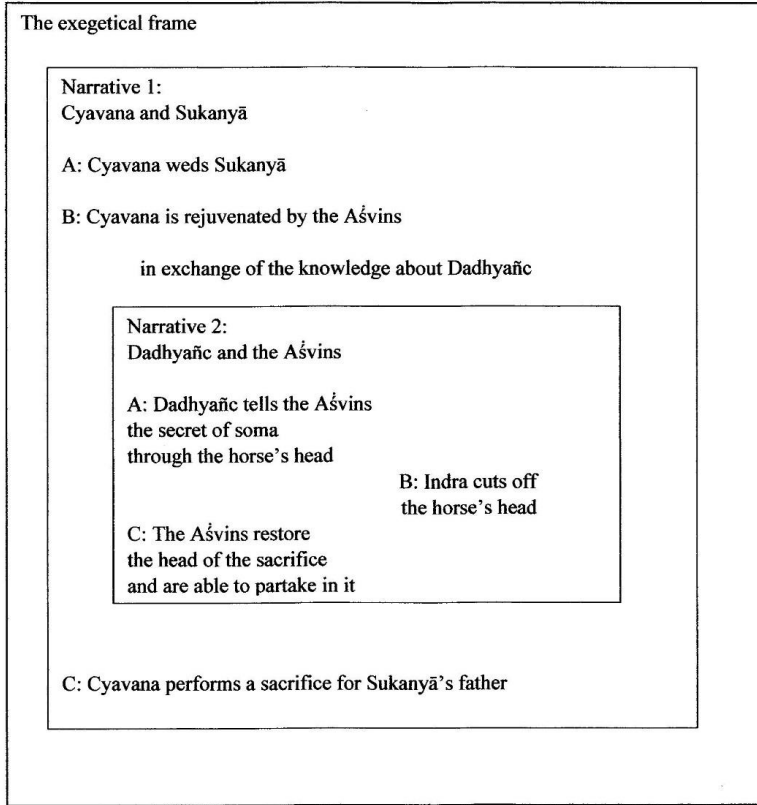 The exegetical frame
Narrative 1:
Cyavana and Sukanyā
A: Cyavana weds Sukanyā
B: Cyavana is rejuvenated by the Aśvins
in exchange of the knowledge about Dadhyañc
Narrative 2:
Dadhyañc and the Aśvins
A: Dadhyañc tells the Aśvins
the secret of soma
through the horse's head
B: Indra cuts off
the horse's head
C: The Aśvins restore
the head of the sacrifice
and are able to partake in it
C: Cyavana performs a sacrifice for Sukanyā's father